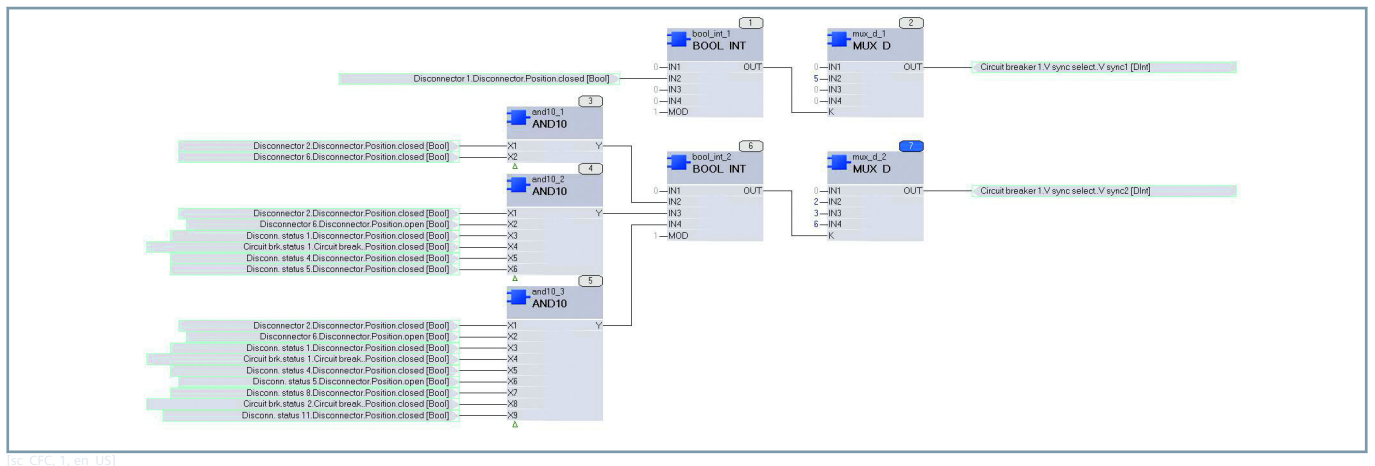 1
bool_int_1
BOOL INT
0 IN1 OUT
IN2
0 IN3
0 IN4
1 MOD
2
mux_d_1
MUX D
0 IN1 OUT
5 IN2
0 IN3
0 IN4
K
Circuit breaker 1.V sync select..V sync1 [DInt]
Disconnector 1.Disconnector.Position.closed [Bool]
3
and10_1
AND10
Disconnector 2.Disconnector.Position.closed [Bool] X1 Y
Disconnector 6.Disconnector.Position.closed [Bool] X2
4
and10_2
AND10
Disconnector 2.Disconnector.Position.closed [Bool] X1 Y
Disconnector 6.Disconnector.Position.open [Bool] X2
Disconn. status 1.Disconnector.Position.closed [Bool] X3
Circuit brk.status 1.Circuit break..Position.closed [Bool] X4
Disconn. status 4.Disconnector.Position.closed [Bool] X5
Disconn. status 5.Disconnector.Position.closed [Bool] X6
6
bool_int_2
BOOL INT
0 IN1 OUT
IN2
IN3
IN4
1 MOD
7
mux_d_2
MUX D
0 IN1 OUT
2 IN2
3 IN3
6 IN4
K
Circuit breaker 1.V sync select..V sync2 [DInt]
5
and10_3
AND10
Disconnector 2.Disconnector.Position.closed [Bool] X1 Y
Disconnector 6.Disconnector.Position.open [Bool] X2
Disconn. status 1.Disconnector.Position.closed [Bool] X3
Circuit brk.status 1.Circuit break..Position.closed [Bool] X4
Disconn. status 4.Disconnector.Position.closed [Bool] X5
Disconn. status 5.Disconnector.Position.open [Bool] X6
Disconn. status 8.Disconnector.Position.closed [Bool] X7
Circuit brk.status 2.Circuit break..Position.closed [Bool] X8
Disconn. status 11.Disconnector.Position.closed [Bool] X9
[sc_CFC, 1, en_US]